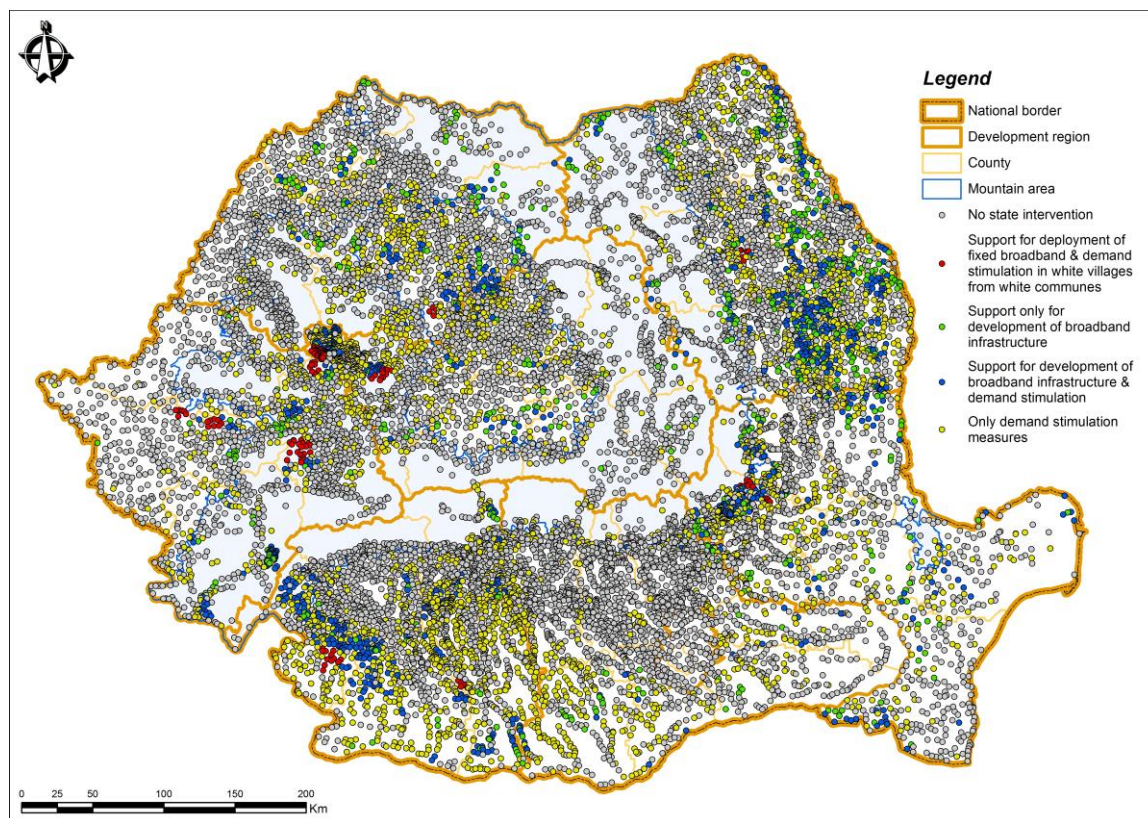 N
Legend
National border
Development region
County
Mountain area
No state intervention
Support for deployment of
fixed broadband & demand
stimulation in white villages
from white communes
Support only for
development of broadband
infrastructure
Support for development of
broadband infrastructure &
demand stimulation
Only demand stimulation
measures
0 25 50 100 150 200
Km